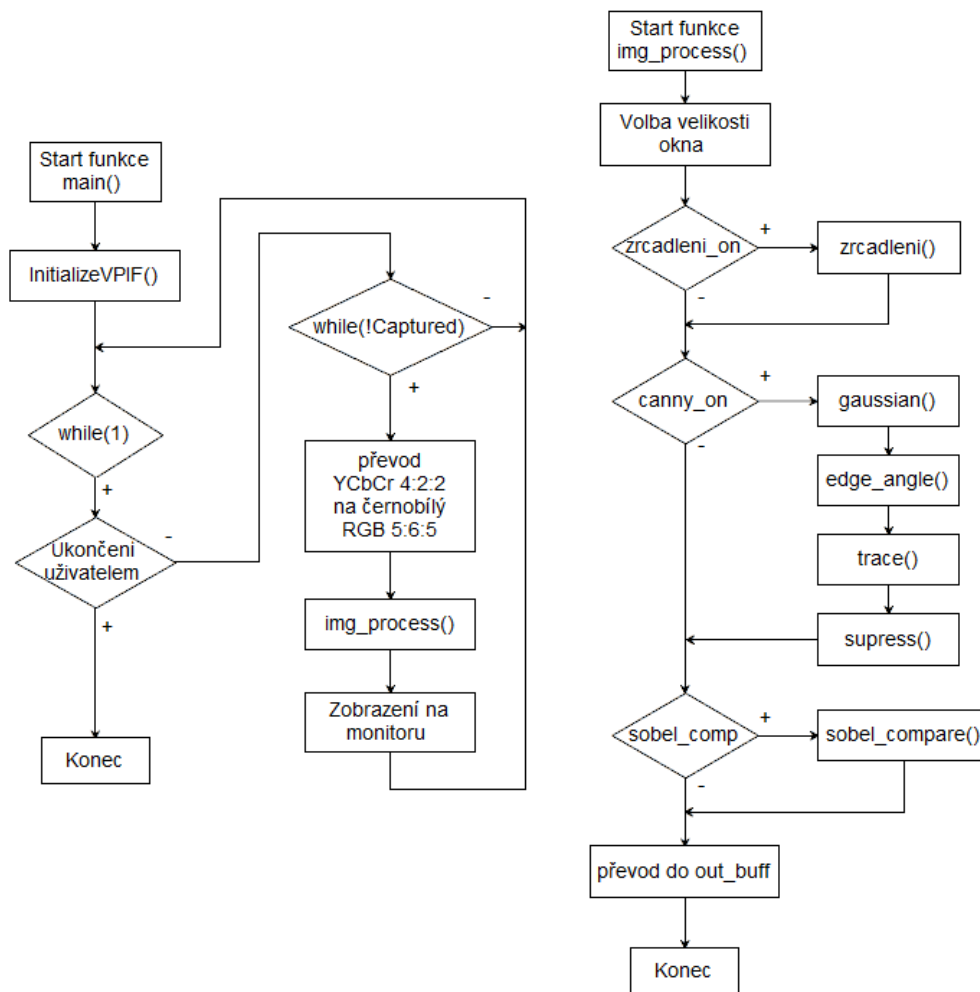 Start funkce
main()
InitializeVPIF()
while(1)
+
Ukončení
uživatelem
-
+
Konec
while(!Captured)
-
+
převod
YCbCr 4:2:2
na černobílý
RGB 5:6:5
img_process()
Zobrazení na
monitoru
Start funkce
img_process()
Volba velikosti
okna
zrcadleni_on
+
zrcadleni()
-
canny_on
+
gaussian()
-
edge_angle()
trace()
supress()
sobel_comp
+
sobel_compare()
-
převod do out_buff
Konec